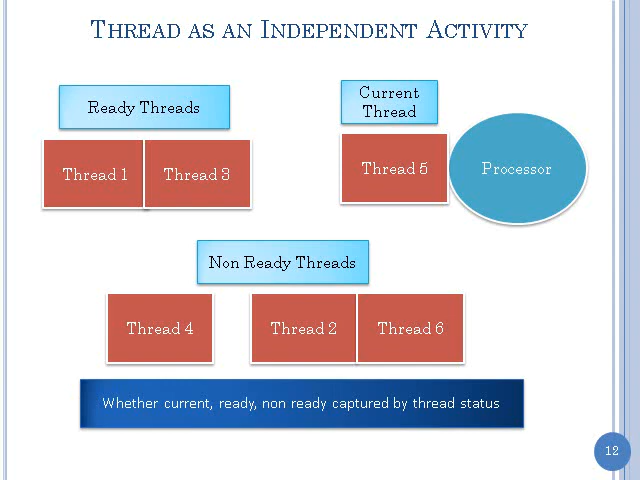 THREAD AS AN INDEPENDENT ACTIVITY
Ready Threads
Current
Thread
Thread 1
Thread 3
Thread 5
Processor
Non Ready Threads
Thread 4
Thread 2
Thread 6
Whether current, ready, non ready captured by thread status
12